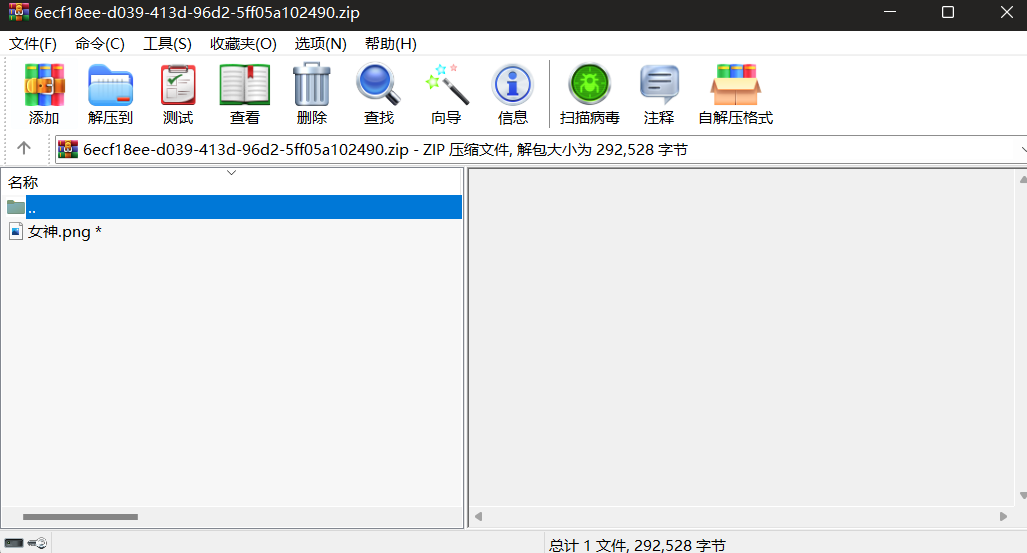 6ecf18ee-d039-413d-96d2-5ff05a102490.zip
文件(F) 命令(C) 工具(S) 收藏夹(O) 选项(N) 帮助(H)
添加 解压到 测试 查看 删除 查找 向导 信息 扫描病毒 注释 自解压格式
6ecf18ee-d039-413d-96d2-5ff05a102490.zip - ZIP 压缩文件, 解包大小为 292,528 字节
名称
..
女神.png *
总计 1 文件, 292,528 字节